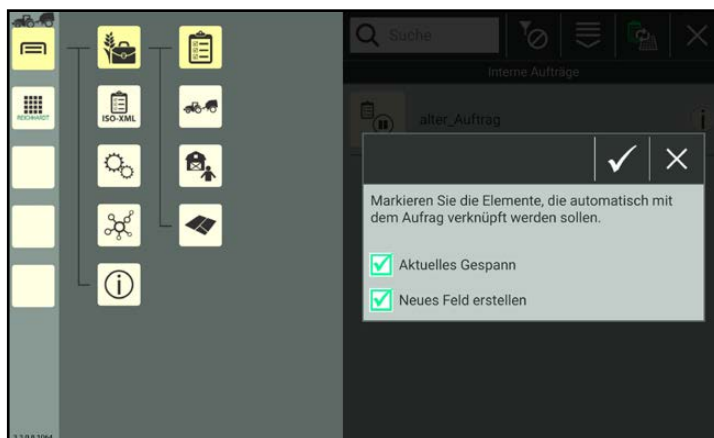 REICHHARDT
ISO-XML
Suche
Interne Aufträge
alter_Auftrag
Markieren Sie die Elemente, die automatisch mit
dem Aufrag verknüpft werden sollen.
Aktuelles Gespann
Neues Feld erstellen